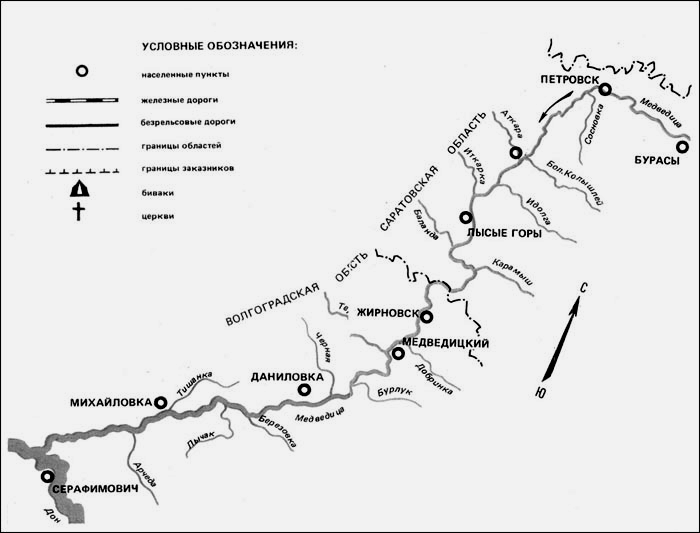 УСЛОВНЫЕ ОБОЗНАЧЕНИЯ:
населенные пункты
железные дороги
безрельсовые дороги
границы областей
границы заказников
биваки
церкви
ПЕТРОВСК
Медведица
Сосновка
БУРАСЫ
Аткара
САРАТОВСКАЯ ОБЛАСТЬ
Иткарка
Бол.Колышлей
Идолга
Баланда
ЛЫСЫЕ ГОРЫ
Карамыш
ВОЛГОГРАДСКАЯ ОБЛСТЬ
С
Ю
Те,
ЖИРНОВСК
МЕДВЕДИЦКИЙ
Добринка
Черная
Бурлук
ДАНИЛОВКА
Медведица
Тишанка
МИХАЙЛОВКА
Березовка
Лычак
Арчеда
СЕРАФИМОВИЧ
Дон